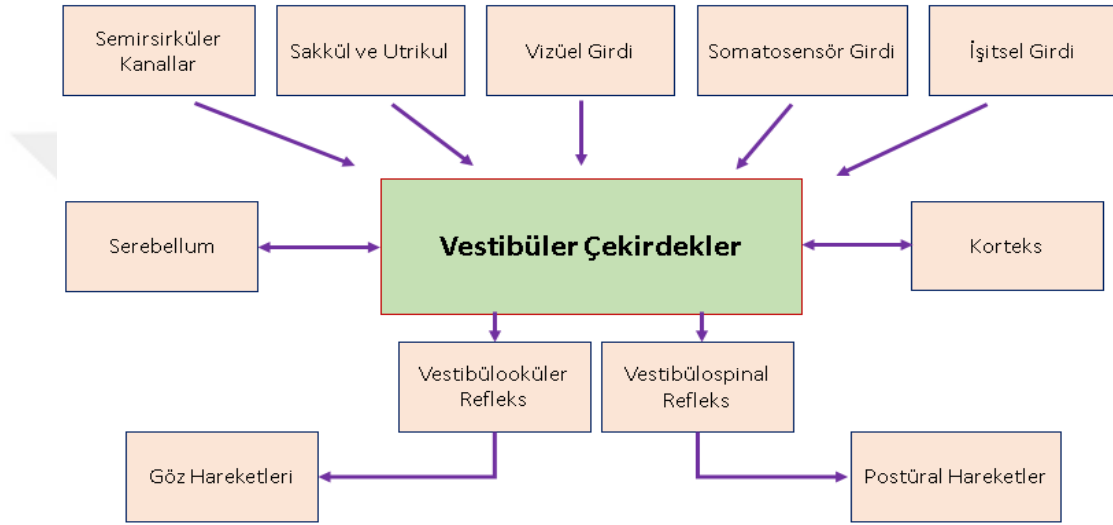 Semirsirküler
Kanallar
Sakkül ve Utrikul
Vizüel Girdi
Somatosensör Girdi
İşitsel Girdi
Serebellum
Vestibüler Çekirdekler
Korteks
Vestibülooküler
Refleks
Vestibülospinal
Refleks
Göz Hareketleri
Postüral Hareketler